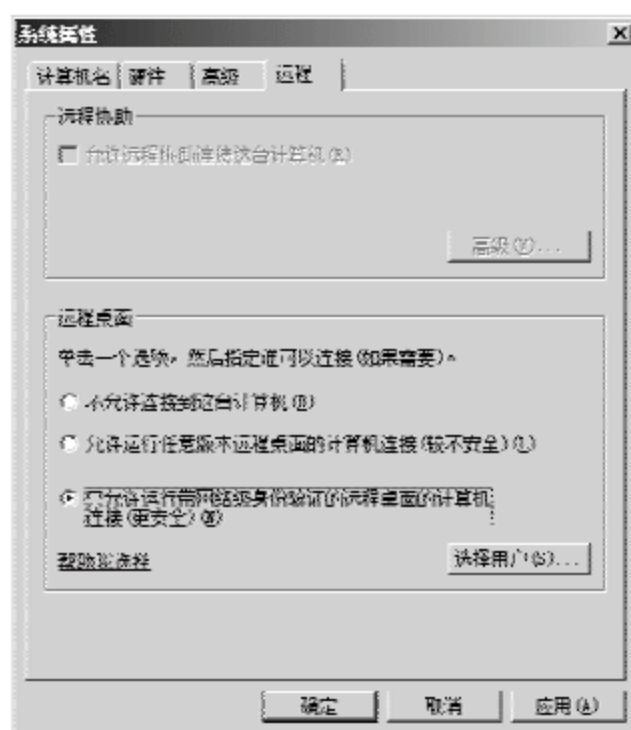 系统属性
计算机名 硬件 高级 远程
远程协助
允许远程协助连接这台计算机(R)
高级(V)...
远程桌面
单击一个选项，然后指定谁可以连接(如果需要)。
不允许连接到这台计算机(D)
允许运行任意版本远程桌面的计算机连接(较不安全)(L)
只允许运行带网络级身份验证的远程桌面的计算机
连接(更安全)(N)
帮助我选择
选择用户(S)...
确定 取消 应用(A)